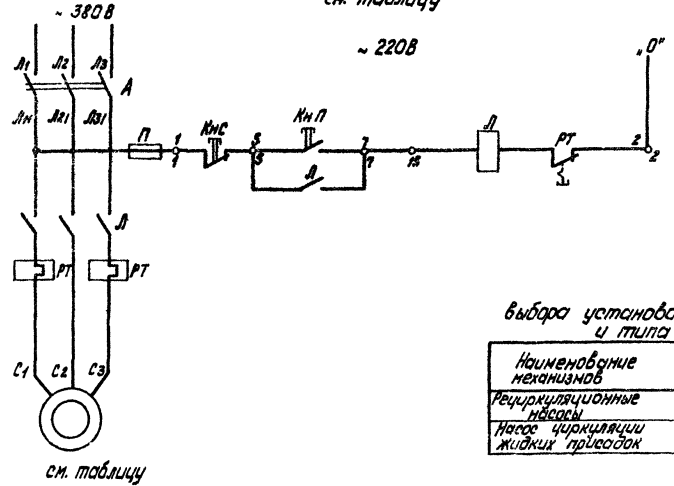 см. таблицу
~ 380В
~ 220В
„0"
Л1 Л2 Л3
А
Л11 Л21 Л31
П
1
1
КнС
5
5
КнП
7
7
15
Л
РТ
2
2
Л
Л
РТ РТ
С1 С2 С3
см. таблицу
выбора установо
и типа
Наименование
механизмов
Рециркуляционные
насосы
Насос циркуляции
жидких присадок